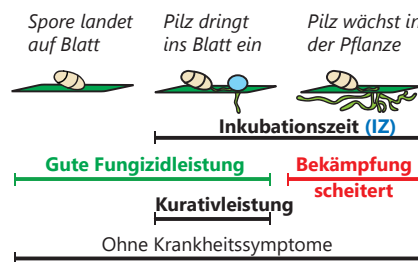 Spore landet
auf Blatt
Pilz dringt
ins Blatt ein
Pilz wächst in
der Pflanze
Inkubationszeit (IZ)
Gute Fungizidleistung
Bekämpfung
scheitert
Kurativleistung
Ohne Krankheitssymptome